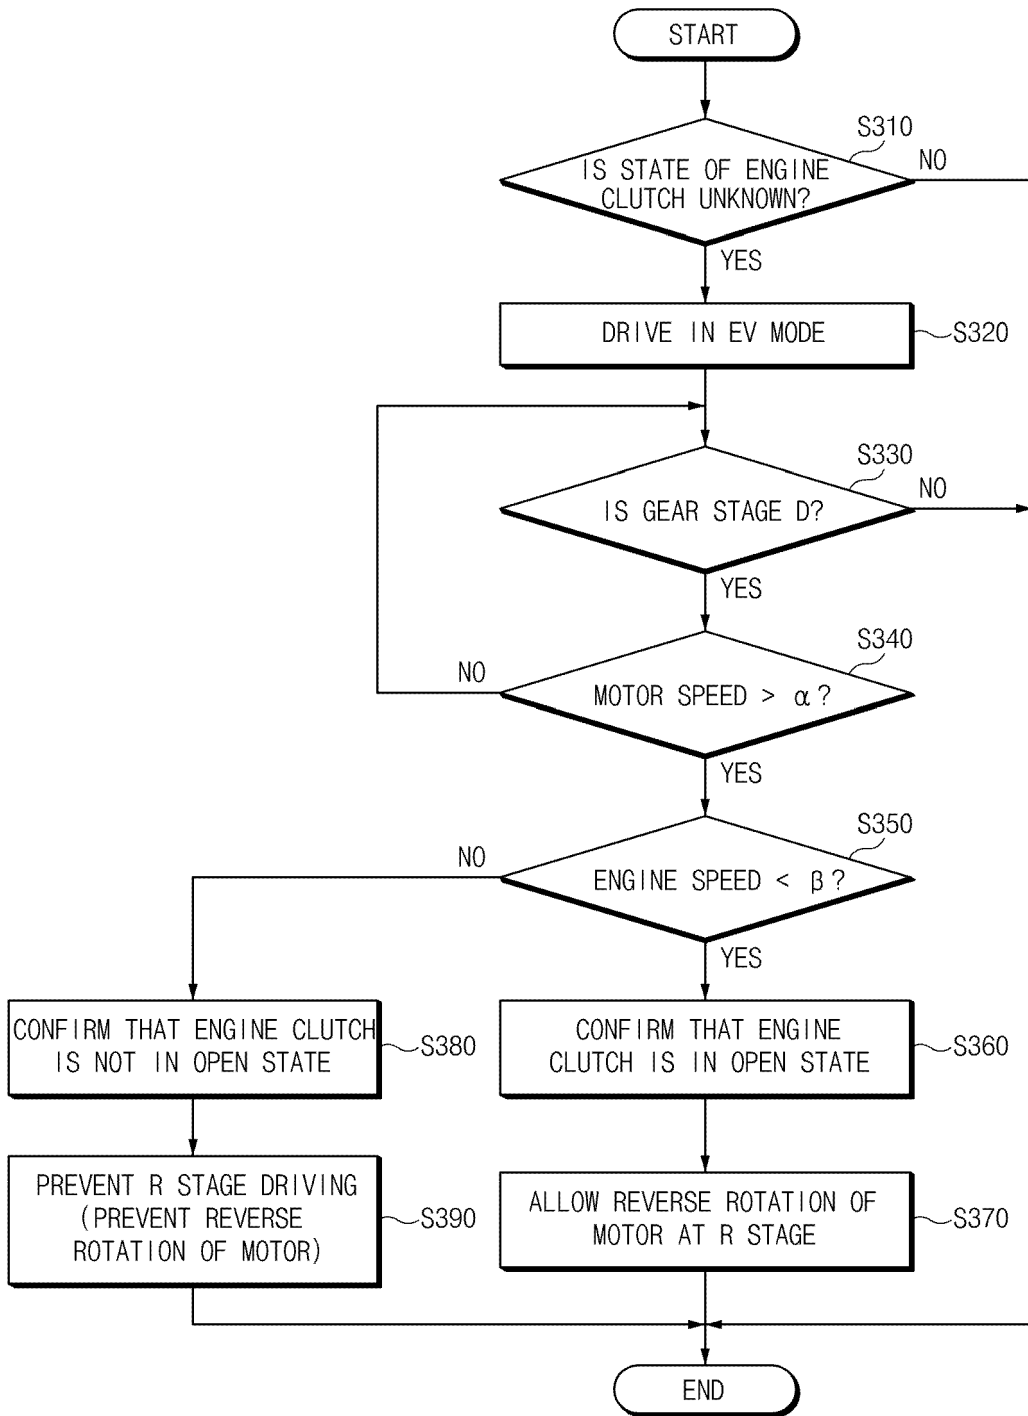 START
S310
NO
IS STATE OF ENGINE
CLUTCH UNKNOWN?
YES
DRIVE IN EV MODE
S320
S330
NO
IS GEAR STAGE D?
YES
S340
NO
MOTOR SPEED > α?
YES
S350
NO
ENGINE SPEED < β?
YES
CONFIRM THAT ENGINE CLUTCH
IS NOT IN OPEN STATE
S380
CONFIRM THAT ENGINE
CLUTCH IS IN OPEN STATE
S360
PREVENT R STAGE DRIVING
(PREVENT REVERSE
ROTATION OF MOTOR)
S390
ALLOW REVERSE ROTATION OF
MOTOR AT R STAGE
S370
END